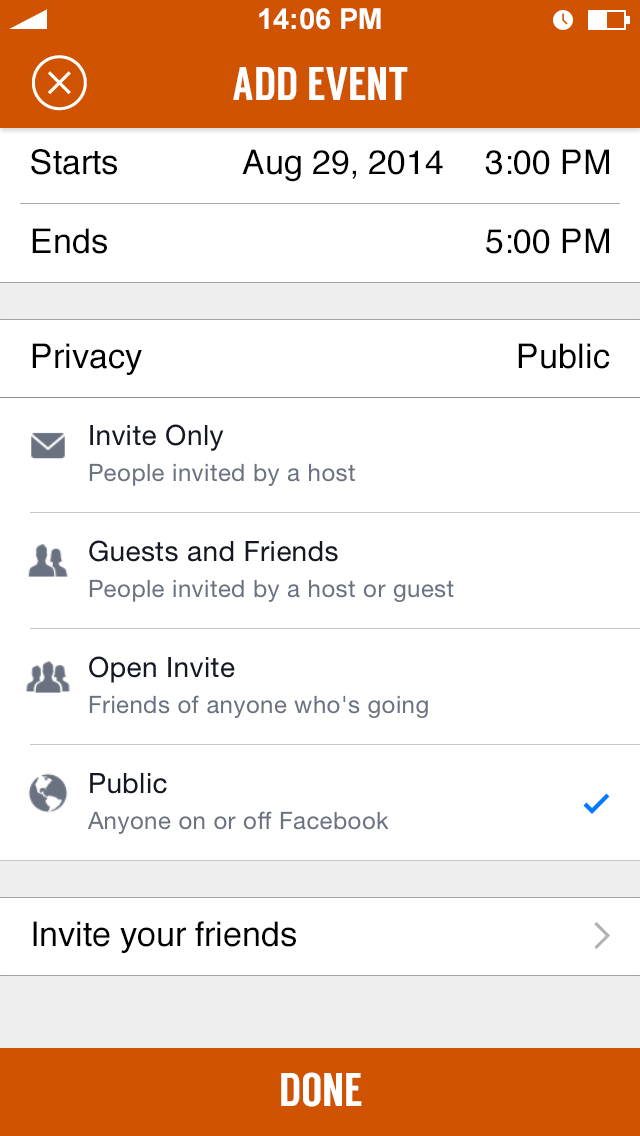 14:06 PM
ADD EVENT
Starts Aug 29, 2014 3:00 PM
Ends 5:00 PM
Privacy Public
Invite Only
People invited by a host
Guests and Friends
People invited by a host or guest
Open Invite
Friends of anyone who's going
Public
Anyone on or off Facebook
Invite your friends
DONE